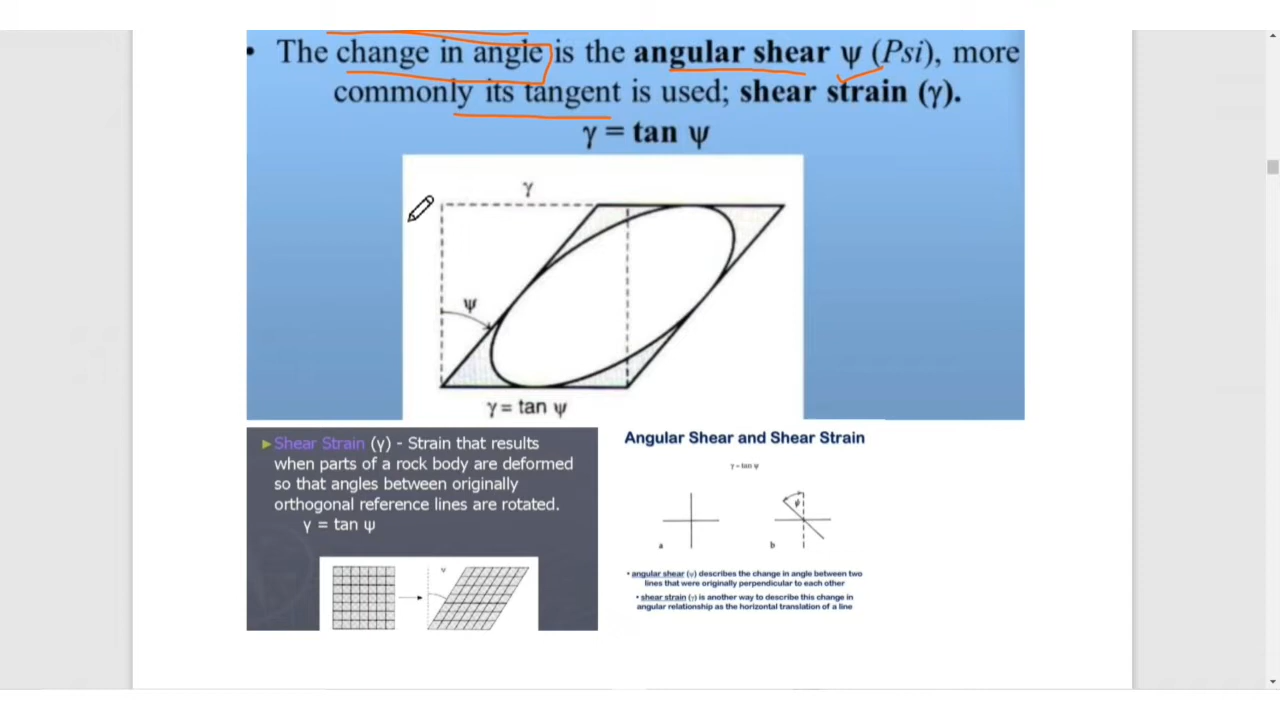 • The change in angle is the angular shear ψ (Psi), more
commonly its tangent is used; shear strain (γ).
γ = tan ψ
γ
ψ
γ = tan ψ
►Shear Strain (γ) - Strain that results
when parts of a rock body are deformed
so that angles between originally
orthogonal reference lines are rotated.
γ = tan ψ
ψ
Angular Shear and Shear Strain
γ = tan ψ
ψ
a
b
• angular shear (ψ) describes the change in angle between two
lines that were originally perpendicular to each other
• shear strain (γ) is another way to describe this change in
angular relationship as the horizontal translation of a line